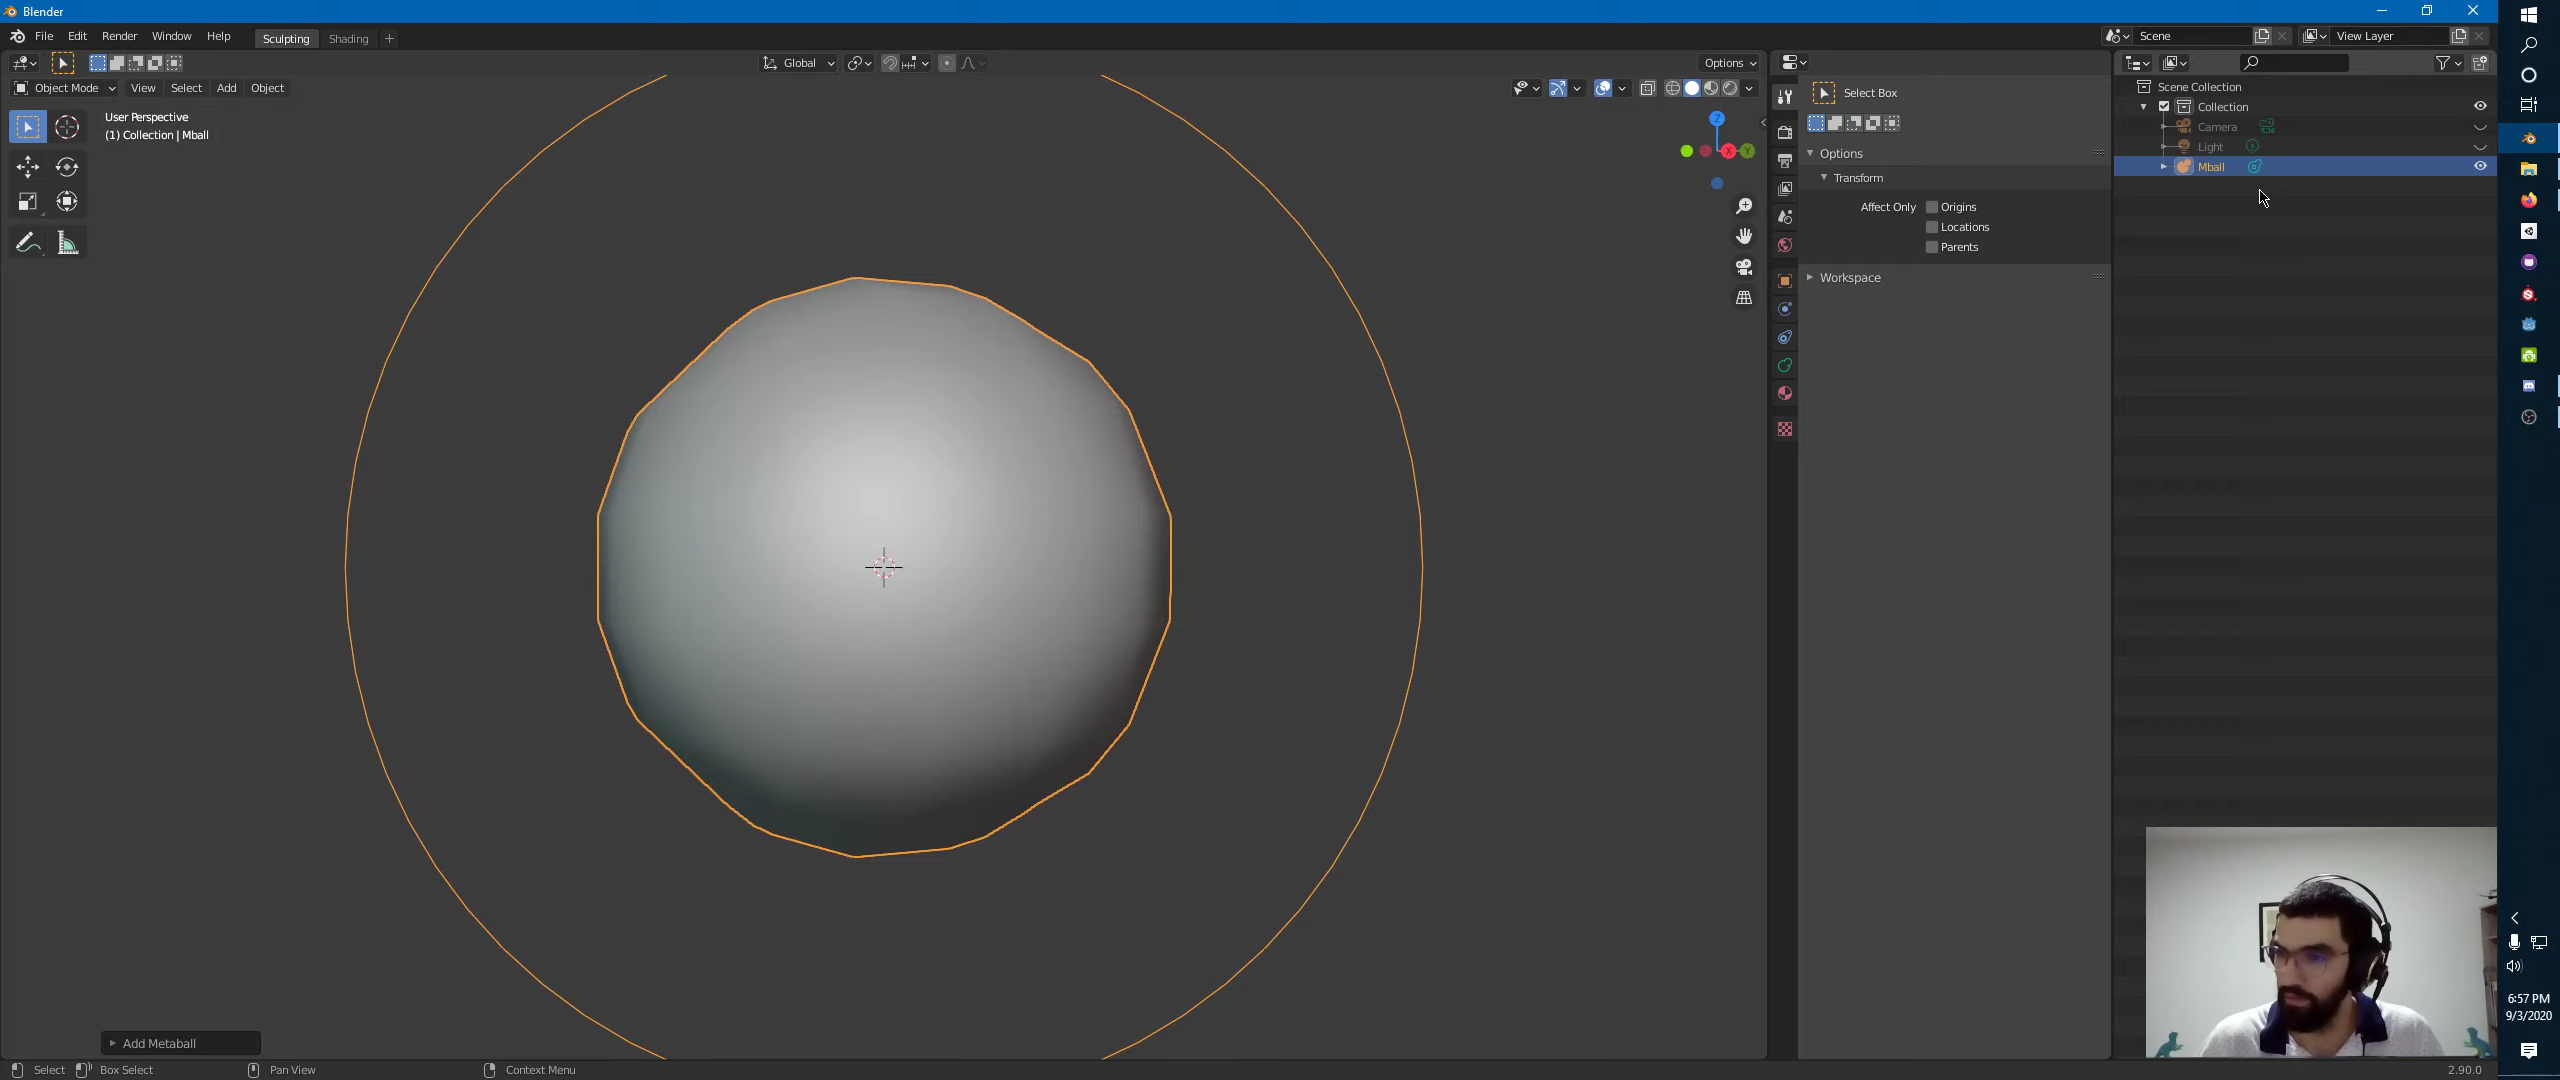 Blender
File Edit Render Window Help Sculpting Shading + Scene View Layer
Global Options
Object Mode View Select Add Object
User Perspective
(1) Collection | Mball
Z
X
Y
Select Box
Options
Transform
Affect Only Origins
Locations
Parents
Workspace
Scene Collection
Collection
Camera
Light
Mball
Add Metaball
Select Box Select Pan View Context Menu 2.90.0
6:57 PM
9/3/2020